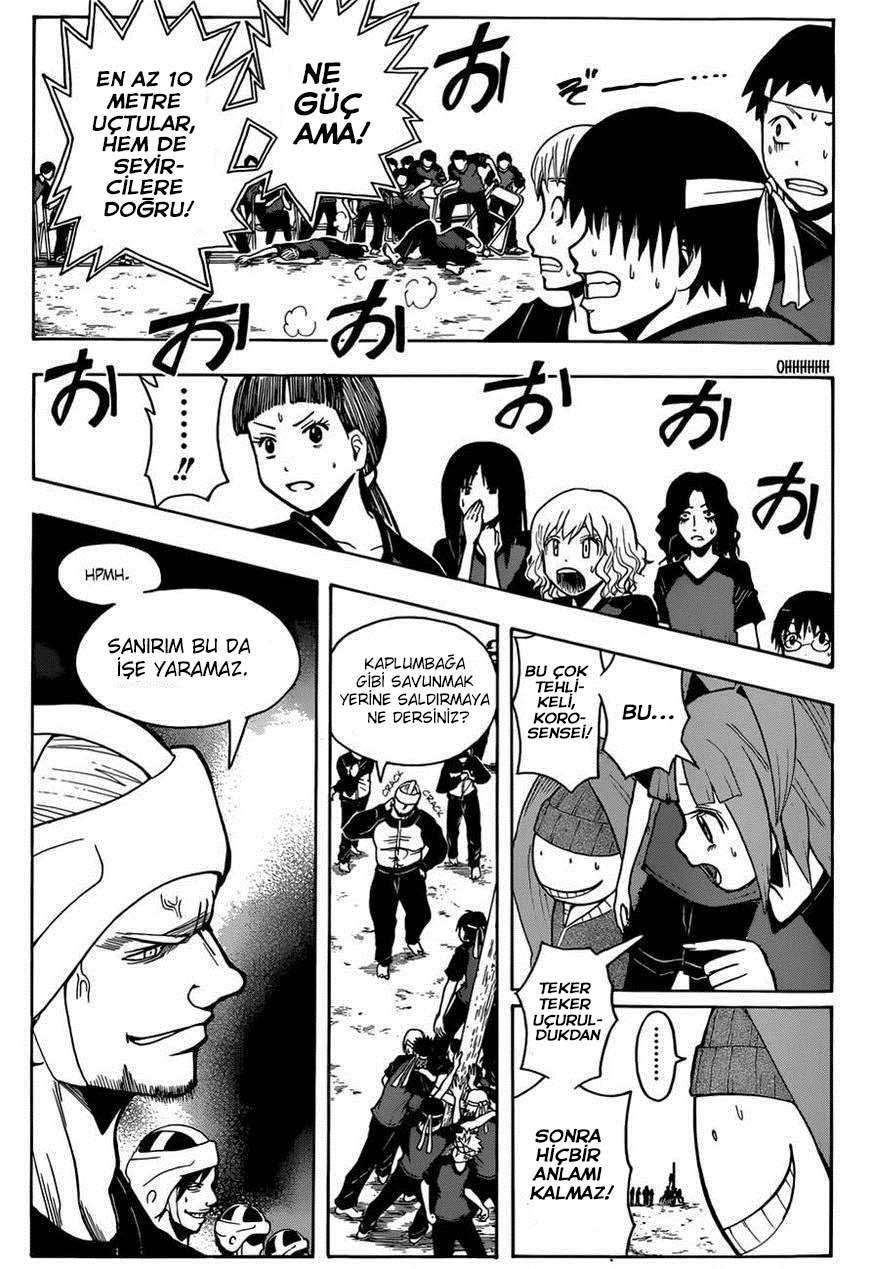 NE
GÜÇ
AMA!
EN AZ 10
METRE
UÇTULAR,
HEM DE
SEYİR-
CİLERE
DOĞRU!
ぞーーー……
お
お
お
お
お
お
お
OHHHHHH
……!!
BU...
BU ÇOK
TEHLİ-
KELİ,
KORO-
SENSEİ!
KAPLUMBAĞA
GİBİ SAVUNMAK
YERİNE SALDIRMAYA
NE DERSİNİZ?
CRACK
CRACK
HPMH.
SANIRIM BU DA
İŞE YARAMAZ.
TEKER
TEKER
UÇURUL-
DUKDAN
SONRA
HİÇBİR
ANLAMI
KALMAZ!
………